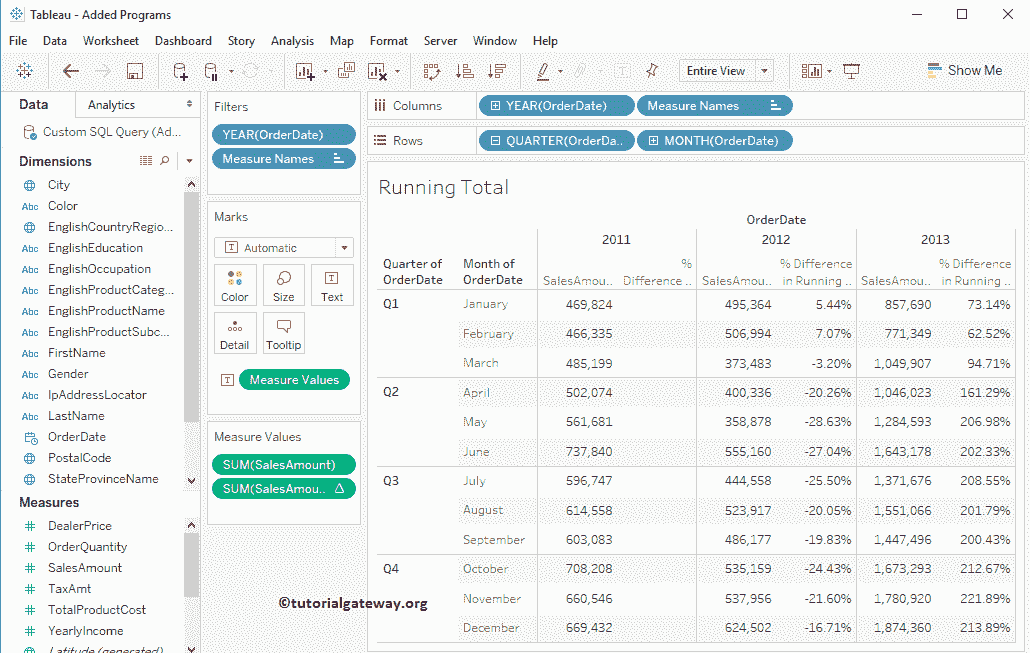 Tableau - Added Programs
File Data Worksheet Dashboard Story Analysis Map Format Server Window Help
Entire View
Show Me
Data
Analytics
Custom SQL Query (Ad...
Dimensions
City
Abc Color
EnglishCountryRegio...
Abc EnglishEducation
Abc EnglishOccupation
Abc EnglishProductCateg...
Abc EnglishProductName
Abc EnglishProductSubc...
Abc FirstName
Abc Gender
Abc IpAddressLocator
Abc LastName
OrderDate
PostalCode
StateProvinceName
Measures
# DealerPrice
# OrderQuantity
# SalesAmount
# TaxAmt
# TotalProductCost
# YearlyIncome
Latitude (generated)
Filters
YEAR(OrderDate)
Measure Names
Marks
T Automatic
Color Size Text
Detail Tooltip
T Measure Values
Measure Values
SUM(SalesAmount)
SUM(SalesAmou.. Δ
Columns YEAR(OrderDate) Measure Names
Rows QUARTER(OrderDa.. MONTH(OrderDate)
Running Total
OrderDate
2011 2012 2013
% % Difference % Difference
Quarter of Month of
OrderDate OrderDate SalesAmou.. Difference .. SalesAmou.. in Running .. SalesAmou.. in Running ..
Q1 January 469,824 495,364 5.44% 857,690 73.14%
February 466,335 506,994 7.07% 771,349 62.52%
March 485,199 373,483 -3.20% 1,049,907 94.71%
Q2 April 502,074 400,336 -20.26% 1,046,023 161.29%
May 561,681 358,878 -28.63% 1,284,593 206.98%
June 737,840 555,160 -27.04% 1,643,178 202.33%
Q3 July 596,747 444,558 -25.50% 1,371,676 208.55%
August 614,558 523,917 -20.05% 1,551,066 201.79%
September 603,083 486,177 -19.83% 1,447,496 200.43%
Q4 October 708,208 535,159 -24.43% 1,673,293 212.67%
November 660,546 537,956 -21.60% 1,780,920 221.89%
December 669,432 624,502 -16.71% 1,874,360 213.89%
©tutorialgateway.org